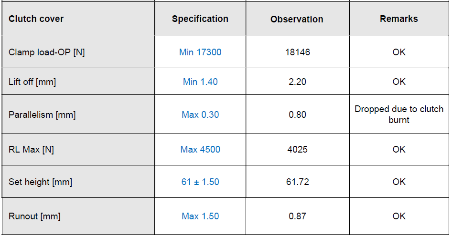 Clutch cover Specification Observation Remarks
Clamp load-OP [N] Min 17300 18146 OK
Lift off [mm] Min 1.40 2.20 OK
Parallelism [mm] Max 0.30 0.80 Dropped due to clutch
burnt
RL Max [N] Max 4500 4025 OK
Set height [mm] 61 ± 1.50 61.72 OK
Runout [mm] Max 1.50 0.87 OK